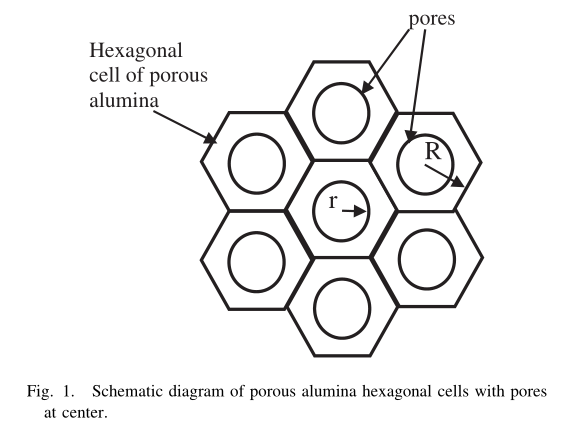 pores
Hexagonal
cell of porous
alumina
R
r
Fig. 1. Schematic diagram of porous alumina hexagonal cells with pores
at center.